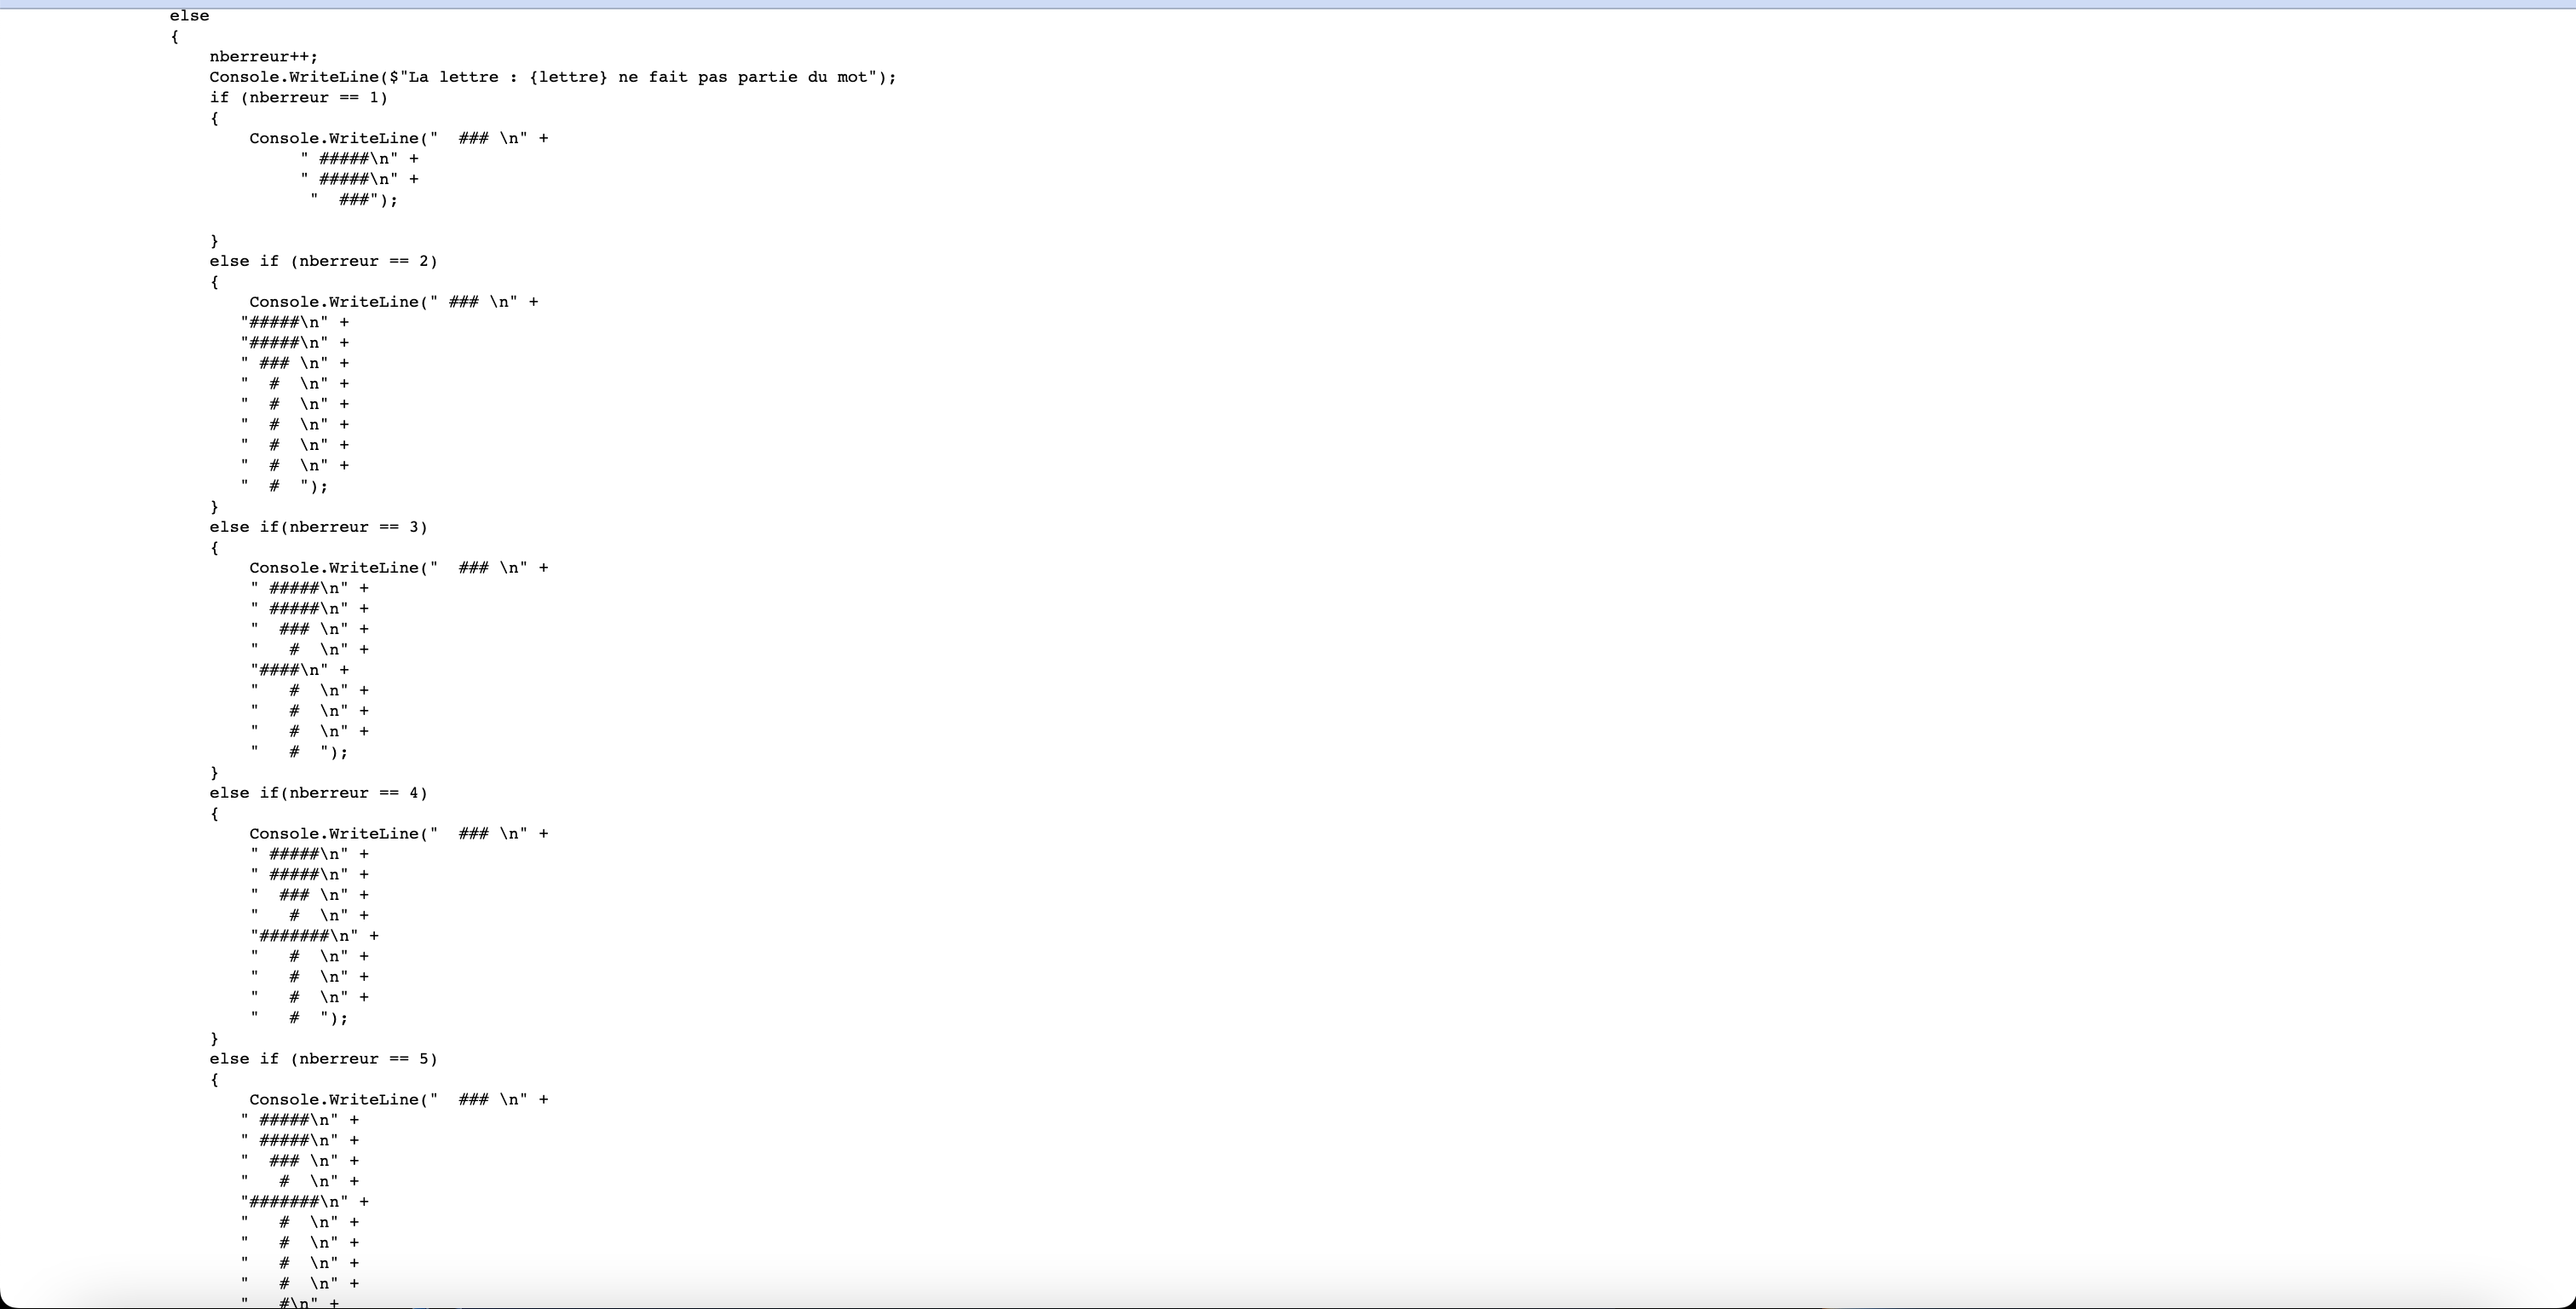 else
{
    nberreur++;
    Console.WriteLine($"La lettre : {lettre} ne fait pas partie du mot");
    if (nberreur == 1)
    {
        Console.WriteLine("  ### \n" +
             " #####\n" +
             " #####\n" +
              "  ###");

    }
    else if (nberreur == 2)
    {
        Console.WriteLine(" ### \n" +
       "#####\n" +
       "#####\n" +
       " ### \n" +
       "  #  \n" +
       "  #  \n" +
       "  #  \n" +
       "  #  \n" +
       "  #  \n" +
       "  #  ");
    }
    else if(nberreur == 3)
    {
        Console.WriteLine("  ### \n" +
        " #####\n" +
        " #####\n" +
        "  ### \n" +
        "   #  \n" +
        "####\n" +
        "   #  \n" +
        "   #  \n" +
        "   #  \n" +
        "   #  ");
    }
    else if(nberreur == 4)
    {
        Console.WriteLine("  ### \n" +
        " #####\n" +
        " #####\n" +
        "  ### \n" +
        "   #  \n" +
        "#######\n" +
        "   #  \n" +
        "   #  \n" +
        "   #  \n" +
        "   #  ");
    }
    else if (nberreur == 5)
    {
        Console.WriteLine("  ### \n" +
       " #####\n" +
       " #####\n" +
       "  ### \n" +
       "   #  \n" +
       "#######\n" +
       "   #  \n" +
       "   #  \n" +
       "   #  \n" +
       "   #  \n" +
       "   #\n" +